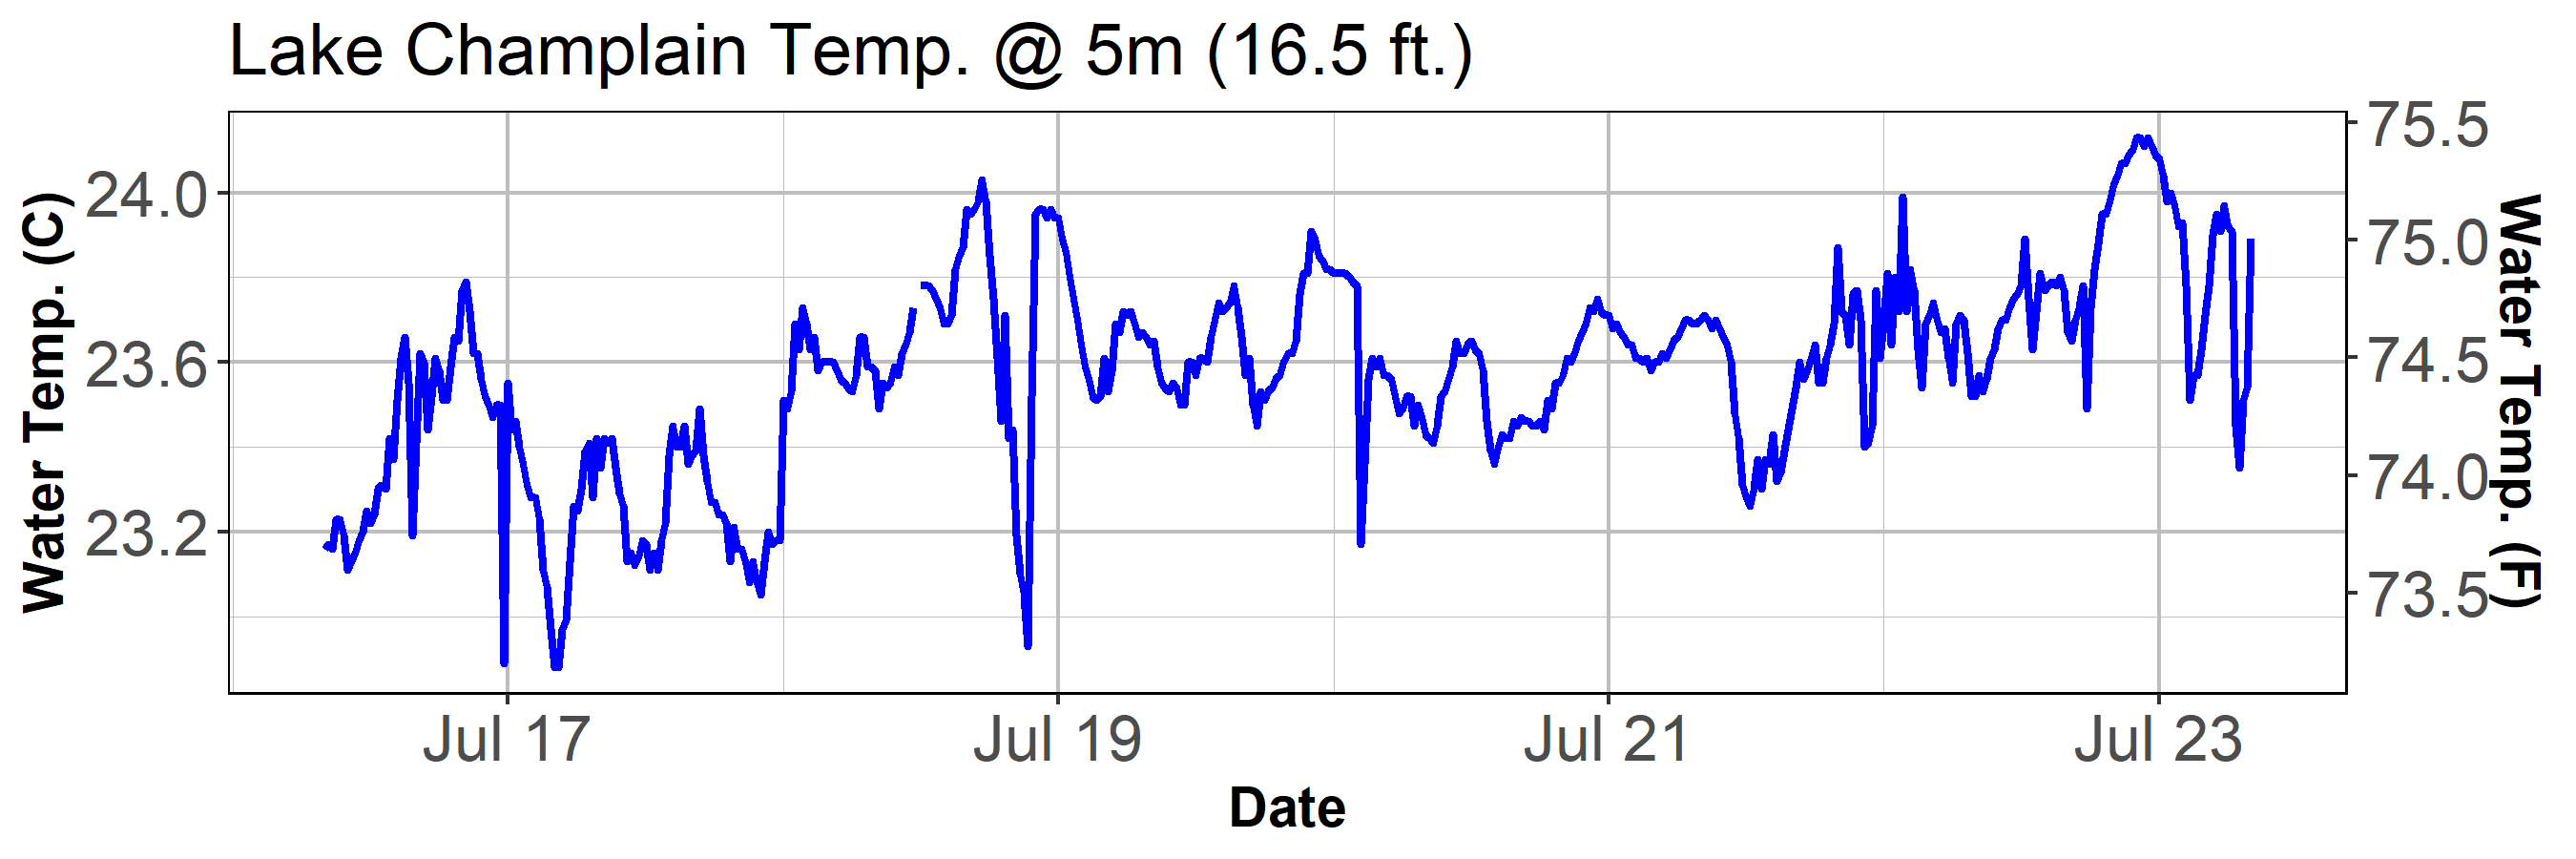 Lake Champlain Temp. @ 5m (16.5 ft.)
Water Temp. (C)
24.0
23.6
23.2
75.5
75.0
74.5
74.0
73.5
Water Temp. (F)
Jul 17 Jul 19 Jul 21 Jul 23
Date